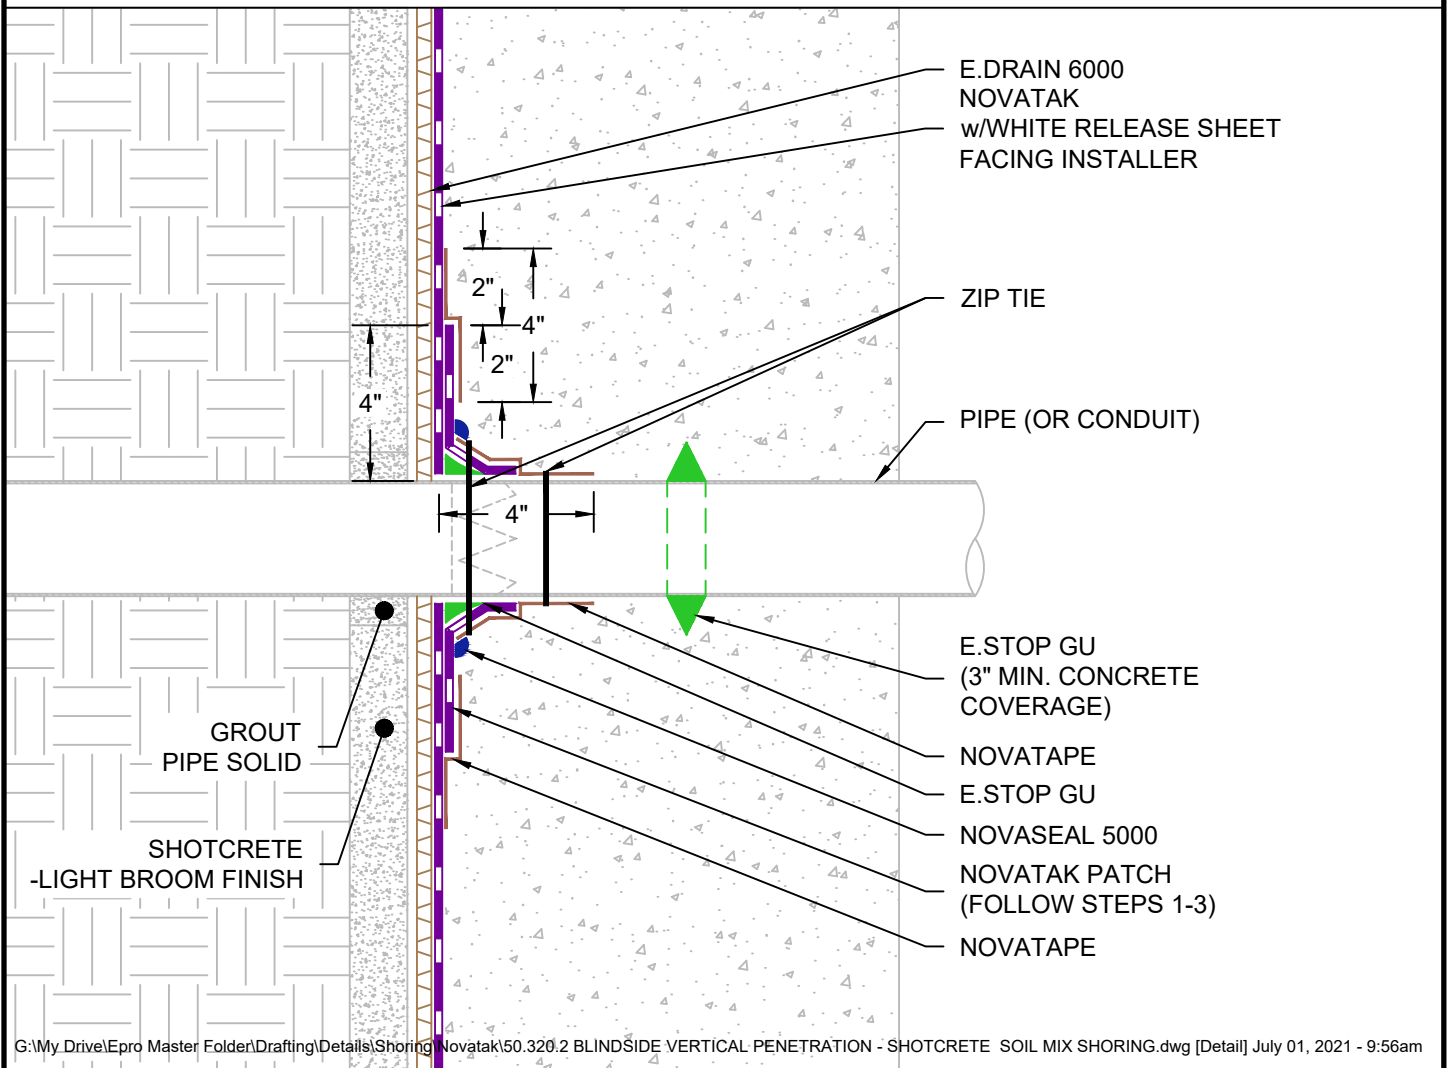 E.DRAIN 6000
NOVATAK
w/WHITE RELEASE SHEET
FACING INSTALLER
2"
4"
2"
4"
ZIP TIE
PIPE (OR CONDUIT)
4"
E.STOP GU
(3" MIN. CONCRETE
COVERAGE)
GROUT
PIPE SOLID
NOVATAPE
E.STOP GU
NOVASEAL 5000
SHOTCRETE
-LIGHT BROOM FINISH
NOVATAK PATCH
(FOLLOW STEPS 1-3)
NOVATAPE
G:\My Drive\Epro Master Folder\Drafting\Details\Shoring\Novatak\50.320.2 BLINDSIDE VERTICAL PENETRATION - SHOTCRETE  SOIL MIX SHORING.dwg [Detail] July 01, 2021 - 9:56am